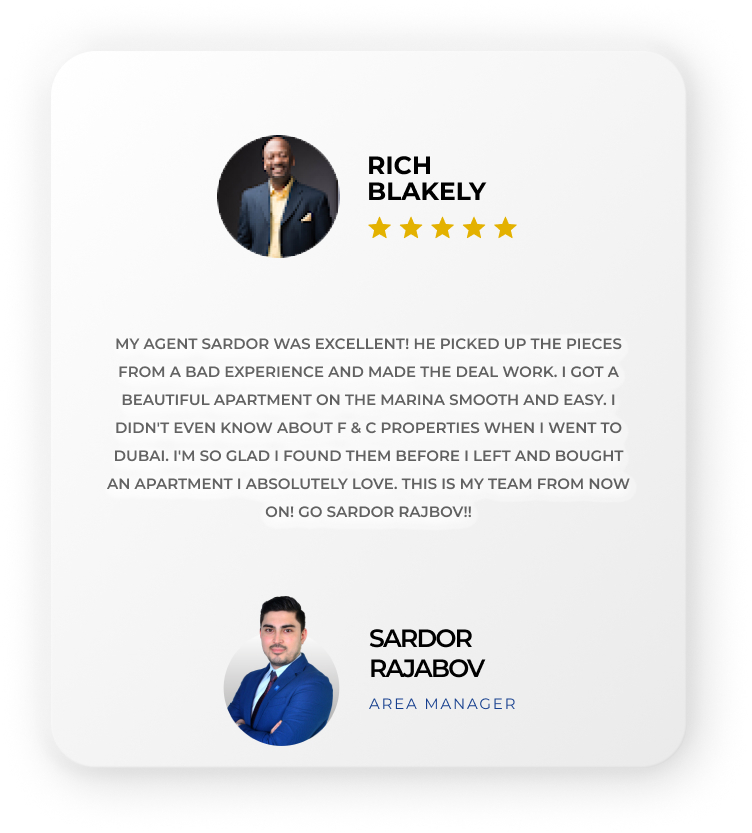 RICH
BLAKELY
MY AGENT SARDOR WAS EXCELLENT! HE PICKED UP THE PIECES
FROM A BAD EXPERIENCE AND MADE THE DEAL WORK. I GOT A
BEAUTIFUL APARTMENT ON THE MARINA SMOOTH AND EASY. I
DIDN'T EVEN KNOW ABOUT F & C PROPERTIES WHEN I WENT TO
DUBAI. I'M SO GLAD I FOUND THEM BEFORE I LEFT AND BOUGHT
AN APARTMENT I ABSOLUTELY LOVE. THIS IS MY TEAM FROM NOW
ON! GO SARDOR RAJBOV!!
SARDOR
RAJABOV
AREA MANAGER